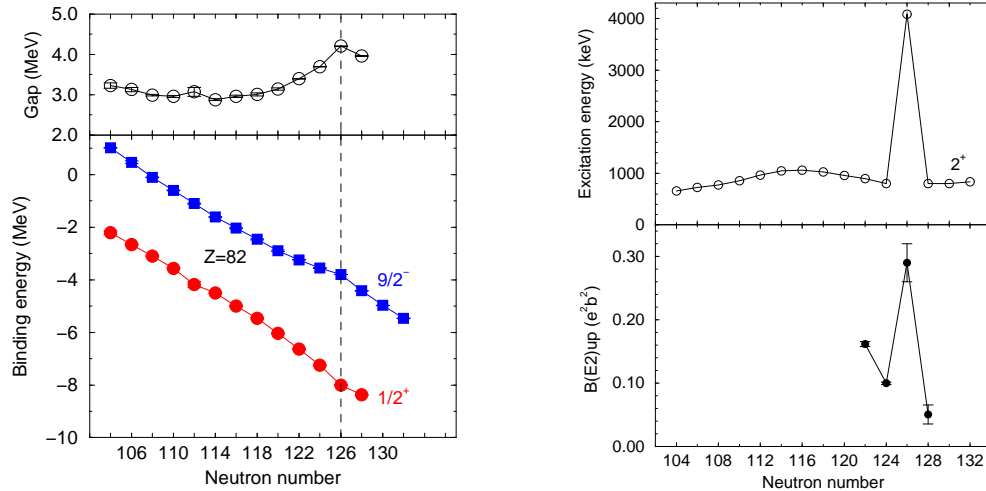 Gap (MeV)
5.0
4.0
3.0
2.0
Binding energy (MeV)
0
−2
−4
−6
−8
−10
Z=82
9/2⁻
1/2⁺
106 110 114 118 122 126 130
Neutron number
Excitation energy (keV)
4000
3000
2000
1000
0
2⁺
B(E2)up (e²b²)
0.30
0.20
0.10
0.00
104 108 112 116 120 124 128 132
Neutron number